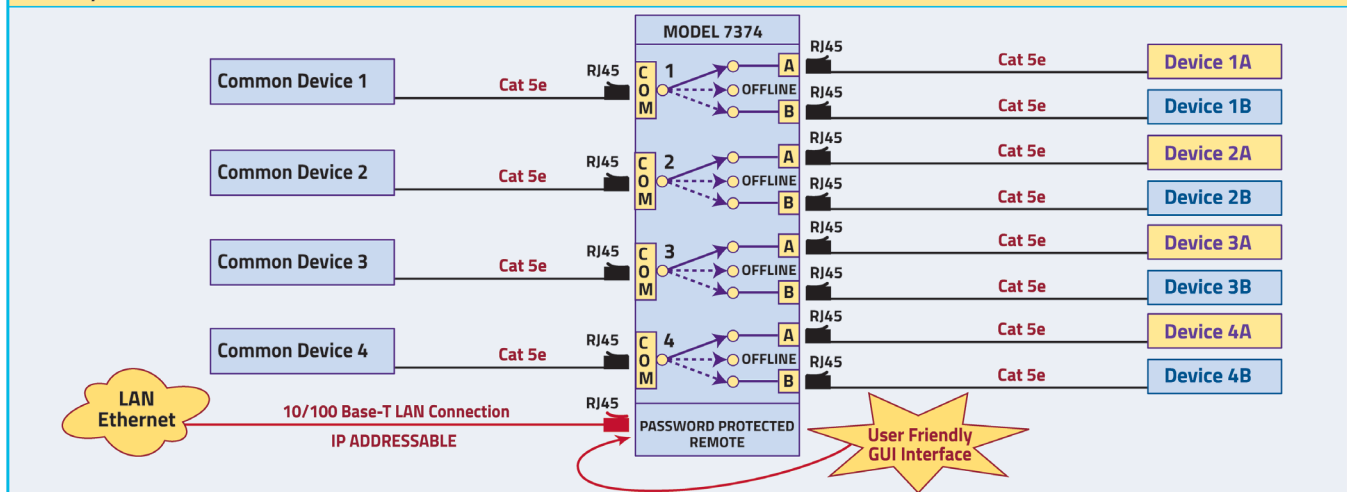 MODEL 7374
Common Device 1
Cat 5e
RJ45
COM
1
A
OFFLINE
B
RJ45
Cat 5e
Device 1A
RJ45
Cat 5e
Device 1B
Common Device 2
Cat 5e
RJ45
COM
2
A
OFFLINE
B
RJ45
Cat 5e
Device 2A
RJ45
Cat 5e
Device 2B
Common Device 3
Cat 5e
RJ45
COM
3
A
OFFLINE
B
RJ45
Cat 5e
Device 3A
RJ45
Cat 5e
Device 3B
Common Device 4
Cat 5e
RJ45
COM
4
A
OFFLINE
B
RJ45
Cat 5e
Device 4A
RJ45
Cat 5e
Device 4B
LAN
Ethernet
10/100 Base-T LAN Connection
IP ADDRESSABLE
RJ45
PASSWORD PROTECTED
REMOTE
User Friendly
GUI Interface